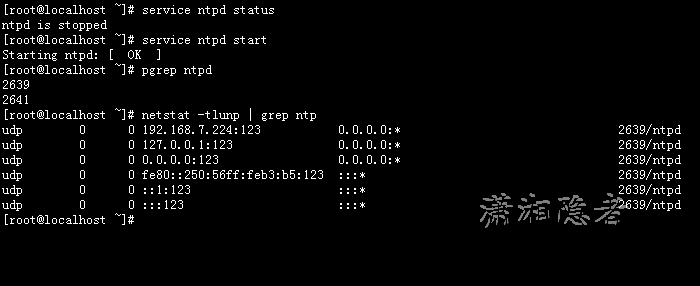 [root@localhost ~]# service ntpd status
ntpd is stopped
[root@localhost ~]# service ntpd start
Starting ntpd: [  OK  ]
[root@localhost ~]# pgrep ntpd
2639
2641
[root@localhost ~]# netstat -tlunp | grep ntp
udp        0      0 192.168.7.224:123           0.0.0.0:*                               2639/ntpd
udp        0      0 127.0.0.1:123               0.0.0.0:*                               2639/ntpd
udp        0      0 0.0.0.0:123                 0.0.0.0:*                               2639/ntpd
udp        0      0 fe80::250:56ff:feb3:b5:123  :::*                                    2639/ntpd
udp        0      0 ::1:123                     :::*                                    2639/ntpd
udp        0      0 :::123                      :::*                                    2639/ntpd
[root@localhost ~]#
潇湘隐者